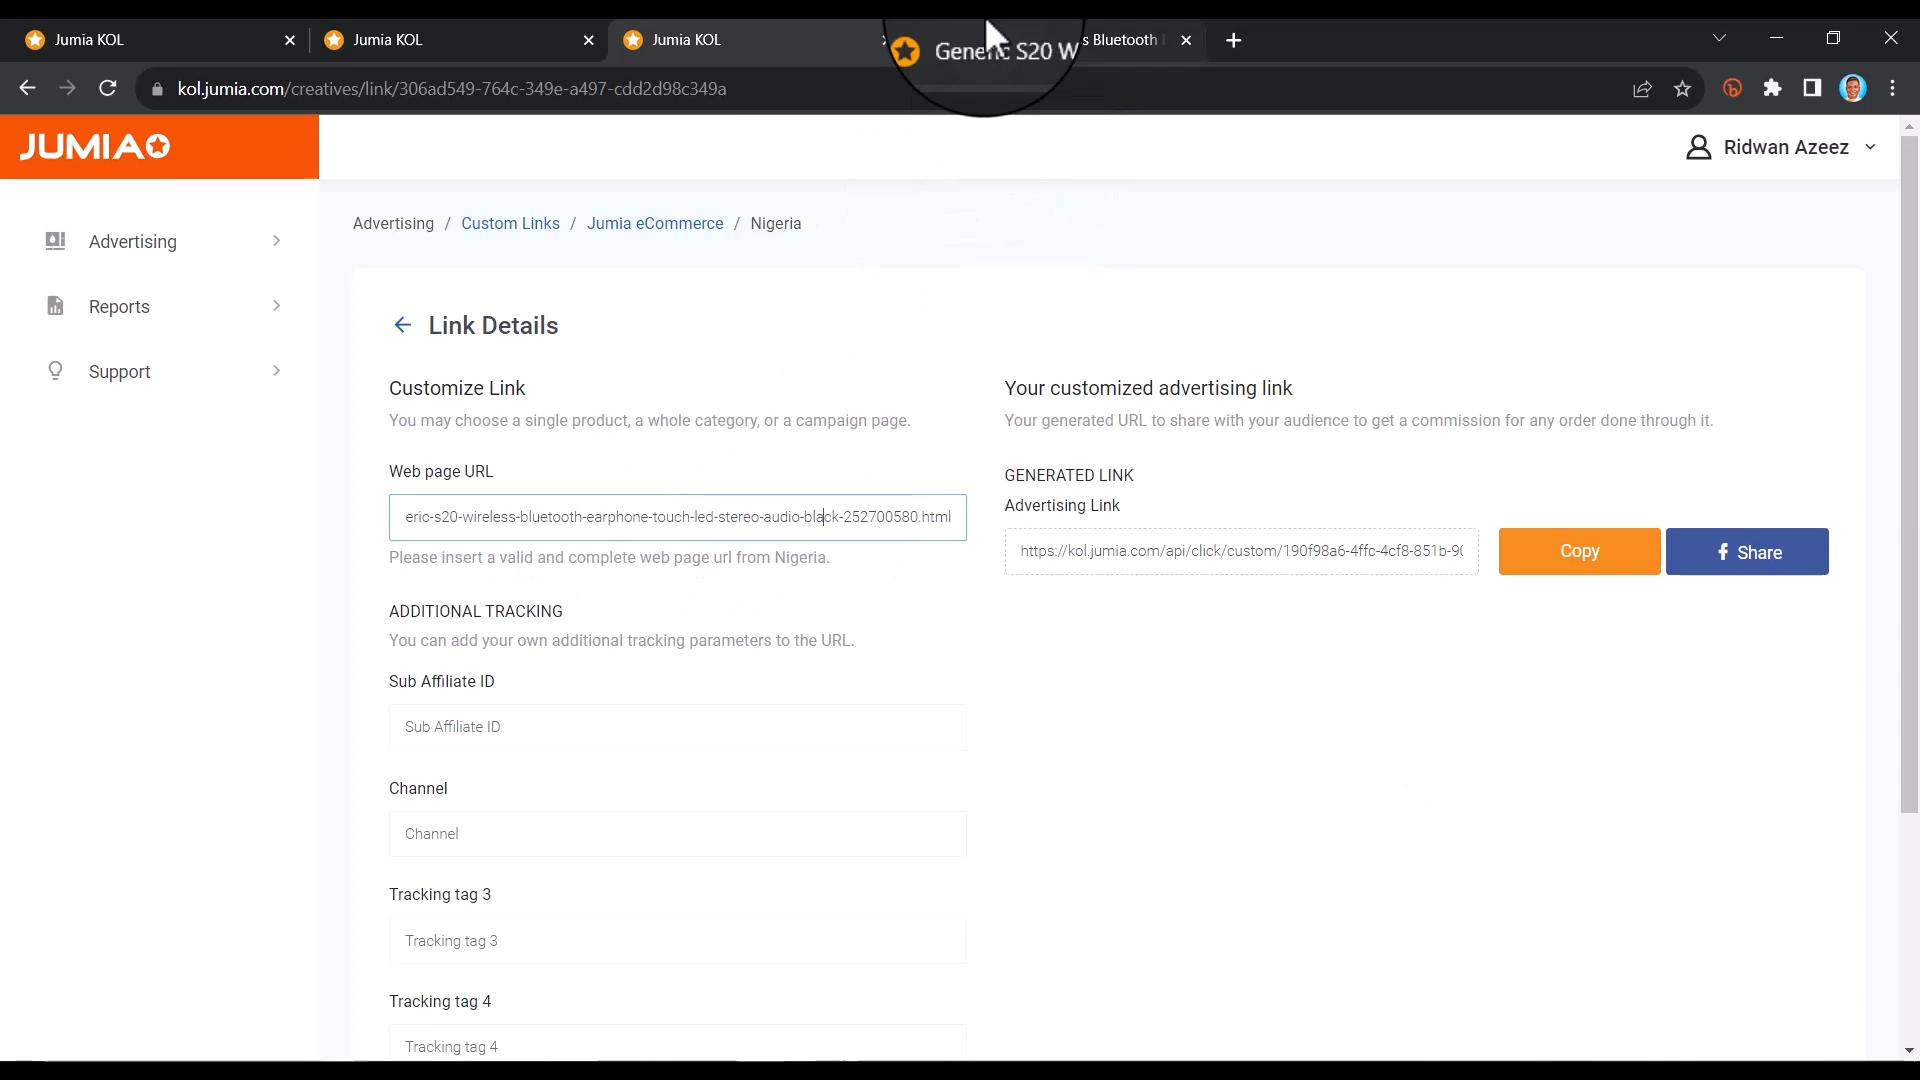 Jumia KOL
Jumia KOL
Jumia KOL
Generic S20 W
s Bluetooth
kol.jumia.com/creatives/link/306ad549-764c-349e-a497-cdd2d98c349a
JUMIA
Ridwan Azeez
Advertising
Reports
Support
Advertising / Custom Links / Jumia eCommerce / Nigeria
Link Details
Customize Link
You may choose a single product, a whole category, or a campaign page.
Web page URL
eric-s20-wireless-bluetooth-earphone-touch-led-stereo-audio-black-252700580.html
Please insert a valid and complete web page url from Nigeria.
ADDITIONAL TRACKING
You can add your own additional tracking parameters to the URL.
Sub Affiliate ID
Sub Affiliate ID
Channel
Channel
Tracking tag 3
Tracking tag 3
Tracking tag 4
Tracking tag 4
Your customized advertising link
Your generated URL to share with your audience to get a commission for any order done through it.
GENERATED LINK
Advertising Link
https://kol.jumia.com/api/click/custom/190f98a6-4ffc-4cf8-851b-90
Copy
f Share